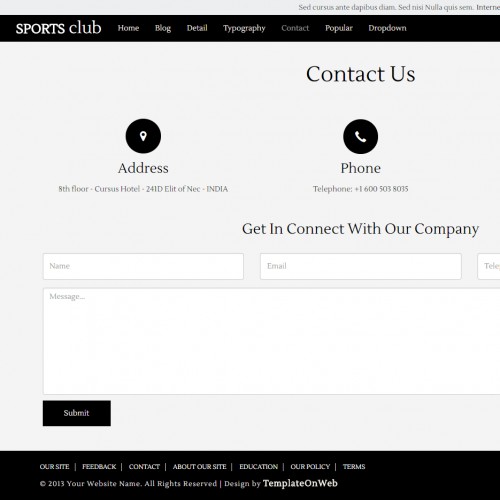 Sed cursus ante dapibus diam. Sed nisi Nulla quis sem. Interne
SPORTS club Home Blog Detail Typography Contact Popular Dropdown
Contact Us
Address Phone
8th floor - Cursus Hotel - 241D Elit of Nec - INDIA Telephone: +1 600 503 8035
Get In Connect With Our Company
Name Email Tele
Message...
Submit
OUR SITE | FEEDBACK | CONTACT | ABOUT OUR SITE | EDUCATION | OUR POLICY | TERMS
© 2013 Your Website Name. All Rights Reserved | Design by TemplateOnWeb